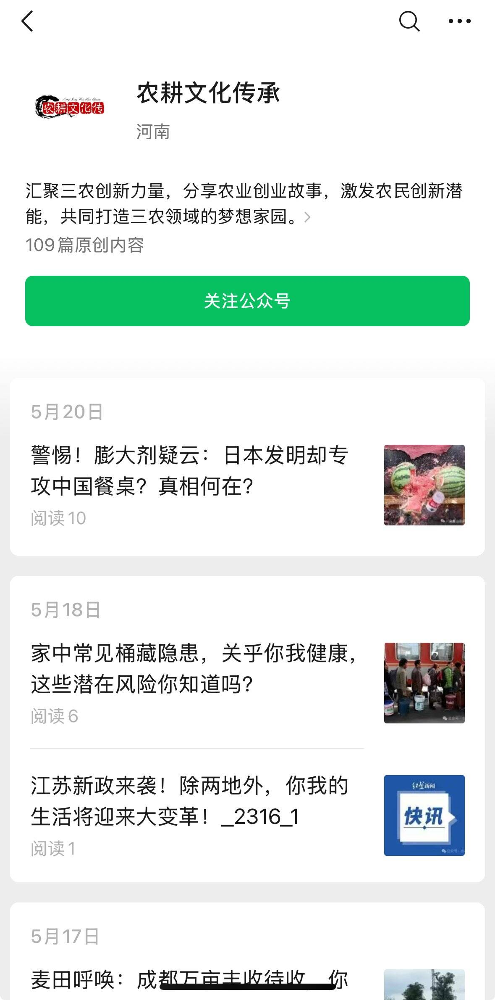 农耕文化传承
农耕文化传
河南
汇聚三农创新力量，分享农业创业故事，激发农民创新潜
能，共同打造三农领域的梦想家园。
109篇原创内容
关注公众号
5月20日
警惕！膨大剂疑云：日本发明却专
攻中国餐桌？真相何在？
阅读 10
5月18日
家中常见桶藏隐患，关乎你我健康，
这些潜在风险你知道吗？
阅读 6
江苏新政来袭！除两地外，你我的
生活将迎来大变革！_2316_1
阅读 1
红星新闻
快讯
5月17日
麦田呼唤：成都万亩丰收待收，你